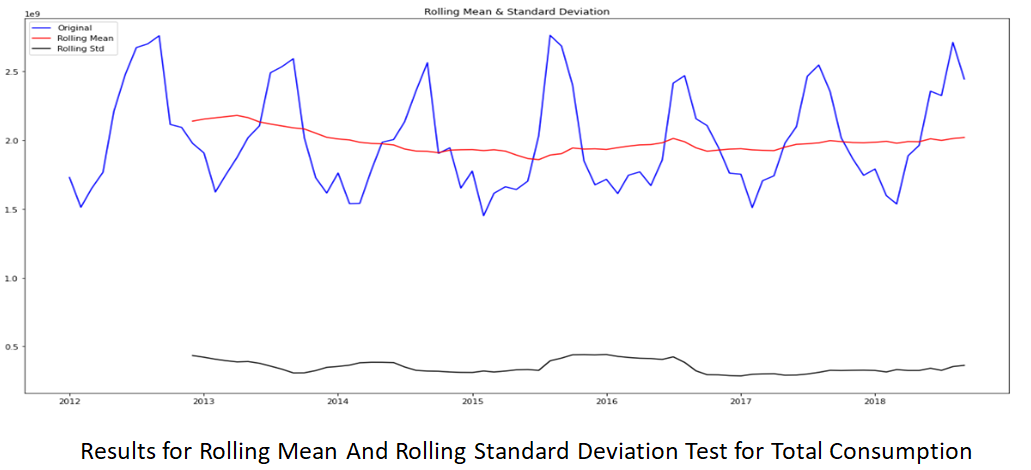 Rolling Mean & Standard Deviation
1e9
Original
Rolling Mean
Rolling Std
2.5
2.0
1.5
1.0
0.5
2012 2013 2014 2015 2016 2017 2018
Results for Rolling Mean And Rolling Standard Deviation Test for Total Consumption